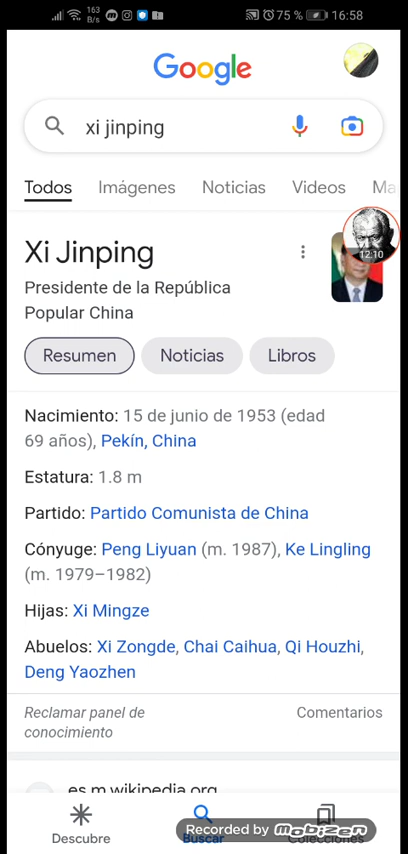 163
B/s
75 %
16:58
Google
xi jinping
Todos Imágenes Noticias Videos Ma
Xi Jinping
12:10
Presidente de la República
Popular China
Resumen Noticias Libros
Nacimiento: 15 de junio de 1953 (edad
69 años), Pekín, China
Estatura: 1.8 m
Partido: Partido Comunista de China
Cónyuge: Peng Liyuan (m. 1987), Ke Lingling
(m. 1979–1982)
Hijas: Xi Mingze
Abuelos: Xi Zongde, Chai Caihua, Qi Houzhi,
Deng Yaozhen
Reclamar panel de
conocimiento
Comentarios
es.m.wikipedia.org
Descubre Buscar Colecciones
Recorded by Mobizen